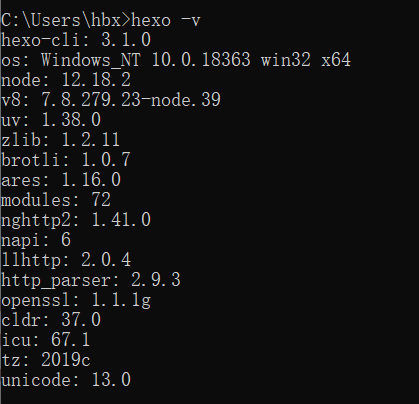 C:\Users\hbx>hexo -v
hexo-cli: 3.1.0
os: Windows_NT 10.0.18363 win32 x64
node: 12.18.2
v8: 7.8.279.23-node.39
uv: 1.38.0
zlib: 1.2.11
brotli: 1.0.7
ares: 1.16.0
modules: 72
nghttp2: 1.41.0
napi: 6
llhttp: 2.0.4
http_parser: 2.9.3
openssl: 1.1.1g
cldr: 37.0
icu: 67.1
tz: 2019c
unicode: 13.0